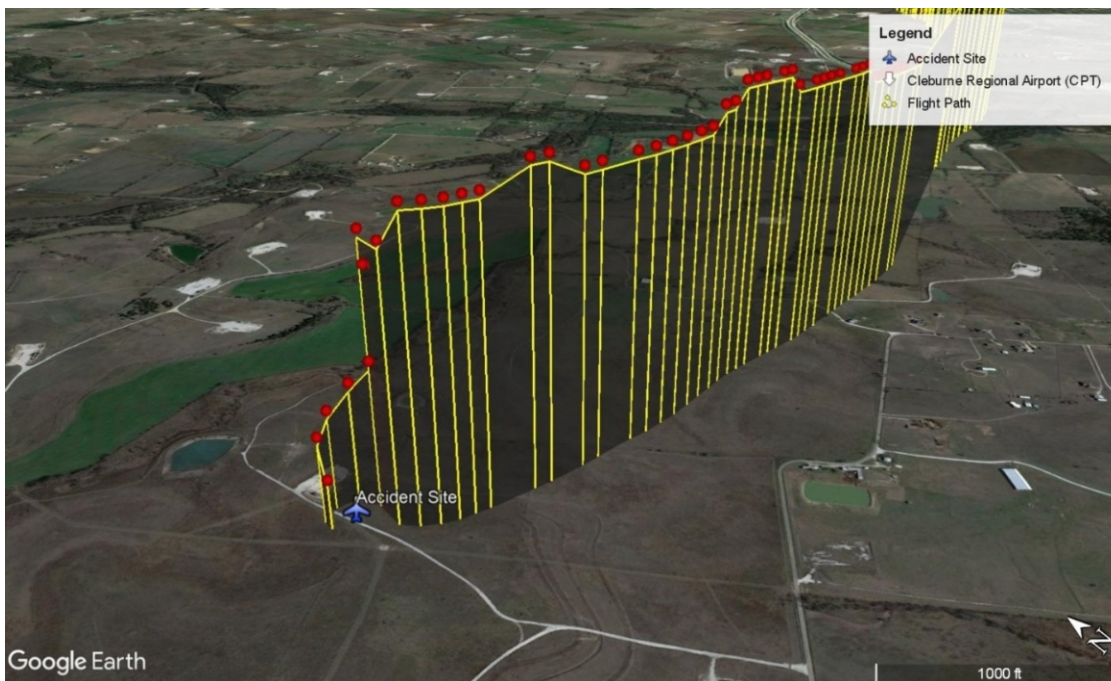 Legend
Accident Site
Cleburne Regional Airport (CPT)
Flight Path
Accident Site
N
Google Earth
1000 ft